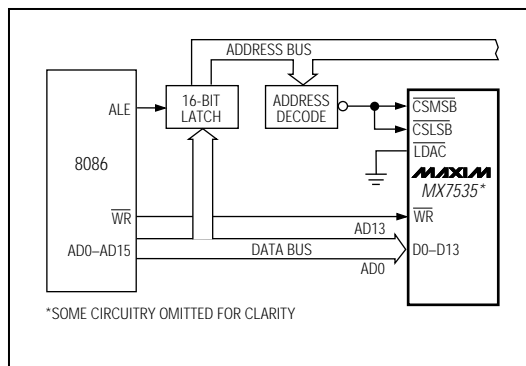 ADDRESS BUS
ALE
16-BIT
LATCH
ADDRESS
DECODE
CSMSB
CSLSB
LDAC
MAXIM
MX7535*
8086
WR
WR
AD13
AD0–AD15
DATA BUS
D0–D13
AD0
*SOME CIRCUITRY OMITTED FOR CLARITY